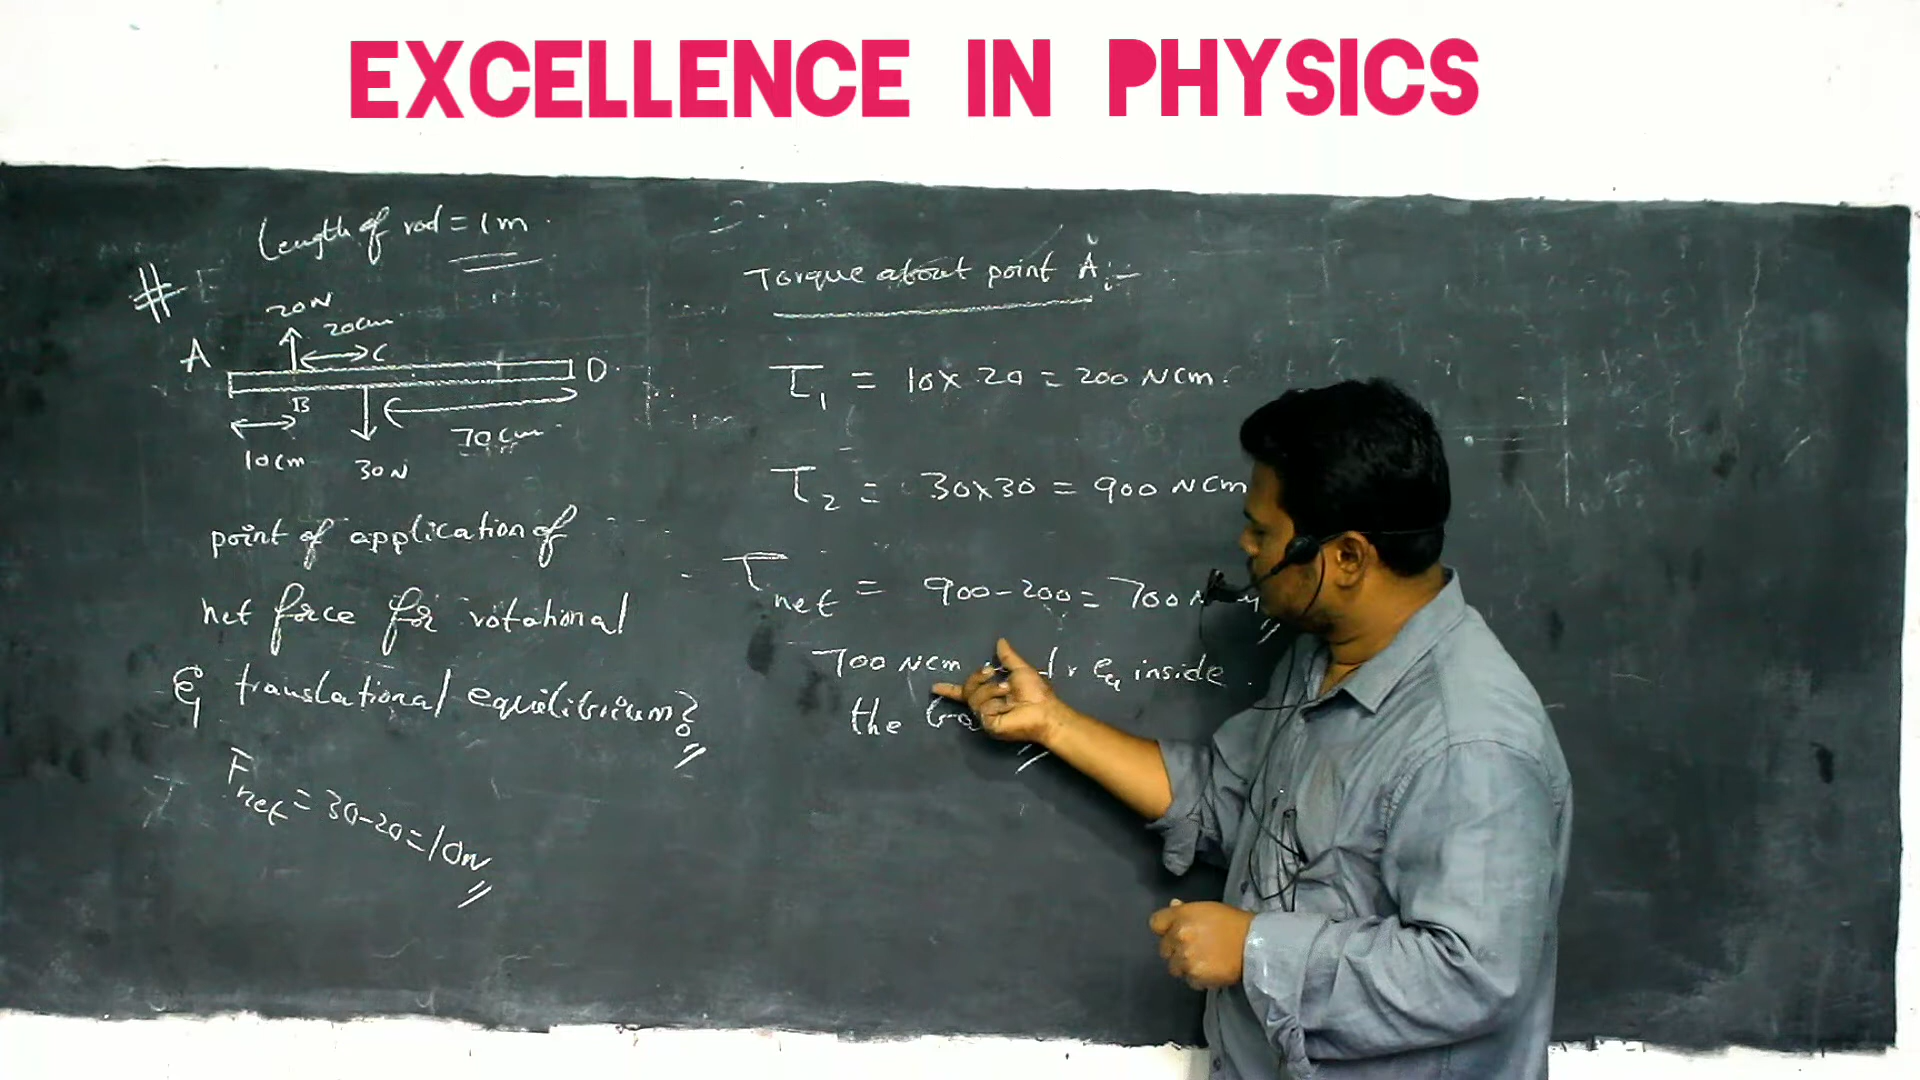 EXCELLENCE IN PHYSICS
Length of rod = 1m
#
20N
20cm
A
C
D
B
10cm
30N
70cm
point of application of
net force for rotational
& translational equilibrium?
Fnet = 30-20 = 10N
Torque about point A :-
τ1 = 10 x 20 = 200 Ncm.
τ2 = 30x30 = 900 Ncm
τnet = 900-200 = 700
700 Ncm inside
the